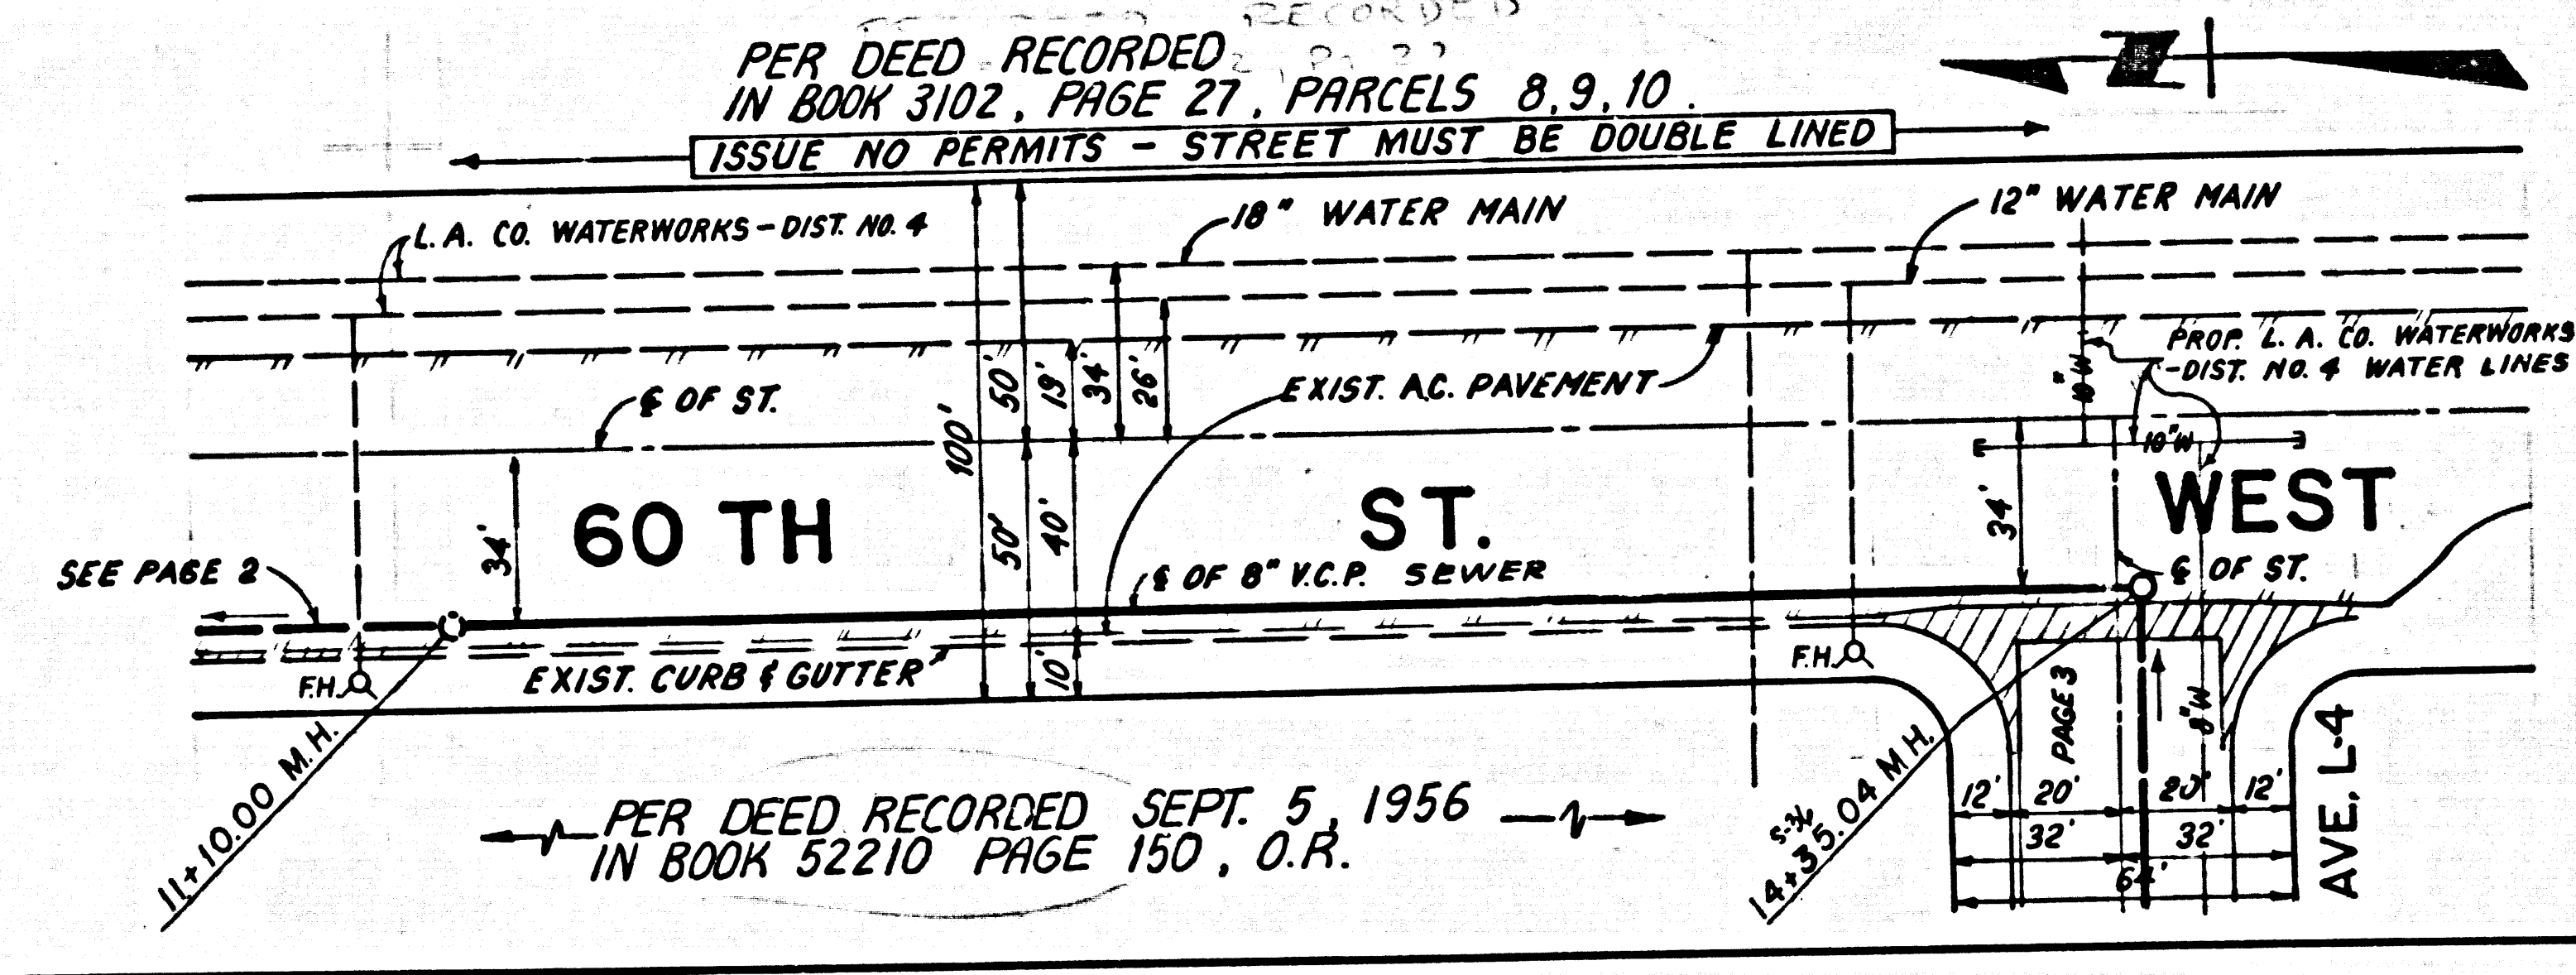 PER DEED RECORDED
IN BOOK 3102, PAGE 27, PARCELS 8,9,10.
ISSUE NO PERMITS - STREET MUST BE DOUBLE LINED
L. A. CO. WATERWORKS-DIST. NO. 4
18" WATER MAIN
12" WATER MAIN
PROP. L. A. CO. WATERWORKS
-DIST. NO. 4 WATER LINES
℄ OF ST.
100'
50'
19'
34'
26'
EXIST. A.C. PAVEMENT
10"W
34'
60 TH ST. WEST
50'
40'
34'
SEE PAGE 2
℄ OF 8" V.C.P. SEWER
℄ OF ST.
F.H.
EXIST. CURB & GUTTER
10'
F.H.
PAGE 3
8"W
11+10.00 M.H.
14+35.04 M.H.
PER DEED RECORDED SEPT. 5, 1956
IN BOOK 52210 PAGE 150, O.R.
12' 20' 20' 12'
32' 32'
64'
AVE. L-4